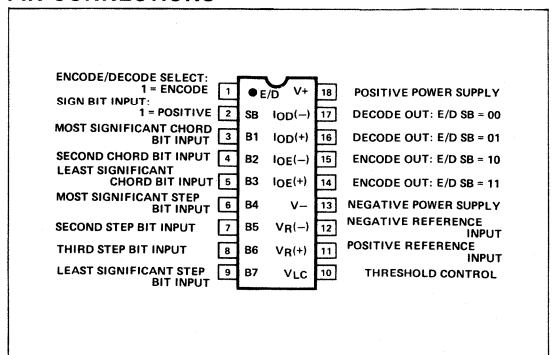 PIN CONNECTIONS
ENCODE/DECODE SELECT:
1 = ENCODE
1
E/D
V+
18
POSITIVE POWER SUPPLY
SIGN BIT INPUT:
1 = POSITIVE
2
SB
IOD(−)
17
DECODE OUT: E/D SB = 00
MOST SIGNIFICANT CHORD
BIT INPUT
3
B1
IOD(+)
16
DECODE OUT: E/D SB = 01
SECOND CHORD BIT INPUT
4
B2
IOE(−)
15
ENCODE OUT: E/D SB = 10
LEAST SIGNIFICANT
CHORD BIT INPUT
5
B3
IOE(+)
14
ENCODE OUT: E/D SB = 11
MOST SIGNIFICANT STEP
BIT INPUT
6
B4
V−
13
NEGATIVE POWER SUPPLY
SECOND STEP BIT INPUT
7
B5
VR(−)
12
NEGATIVE REFERENCE
INPUT
THIRD STEP BIT INPUT
8
B6
VR(+)
11
POSITIVE REFERENCE
INPUT
LEAST SIGNIFICANT STEP
BIT INPUT
9
B7
VLC
10
THRESHOLD CONTROL